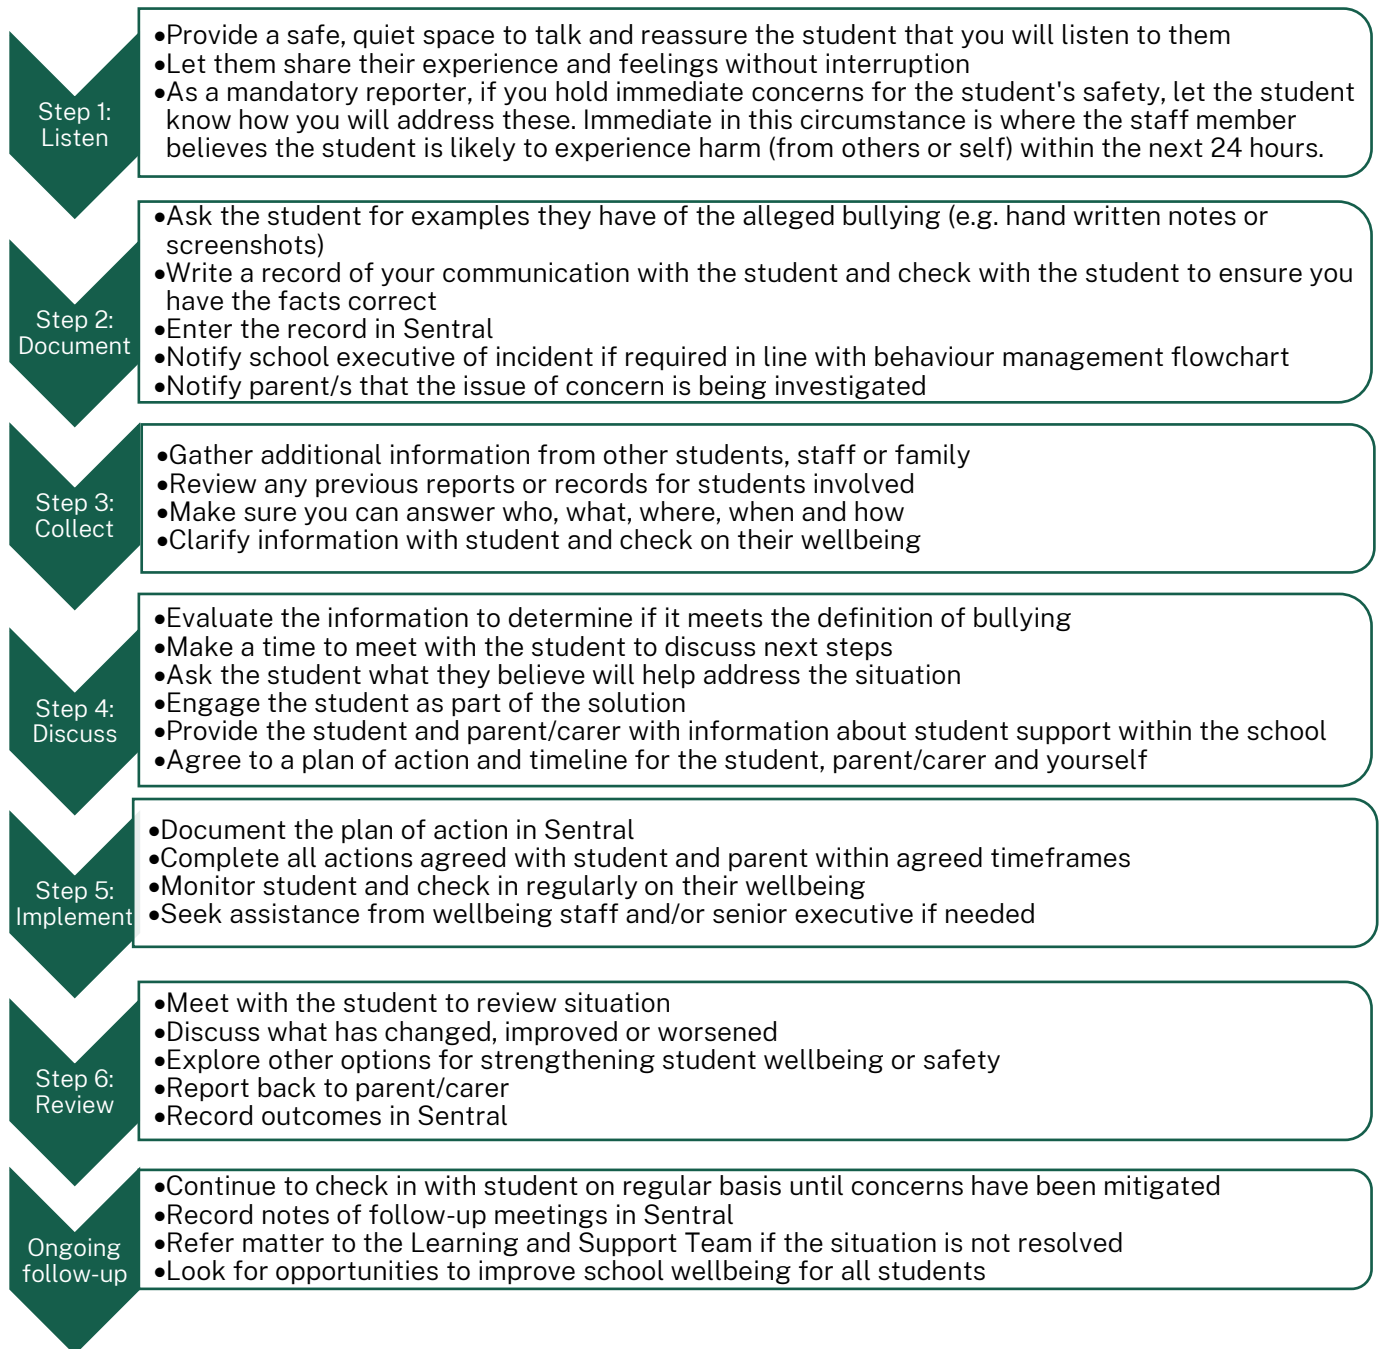 Step 1:
Listen
•Provide a safe, quiet space to talk and reassure the student that you will listen to them
•Let them share their experience and feelings without interruption
•As a mandatory reporter, if you hold immediate concerns for the student's safety, let the student
know how you will address these. Immediate in this circumstance is where the staff member
believes the student is likely to experience harm (from others or self) within the next 24 hours.
Step 2:
Document
•Ask the student for examples they have of the alleged bullying (e.g. hand written notes or
screenshots)
•Write a record of your communication with the student and check with the student to ensure you
have the facts correct
•Enter the record in Sentral
•Notify school executive of incident if required in line with behaviour management flowchart
•Notify parent/s that the issue of concern is being investigated
Step 3:
Collect
•Gather additional information from other students, staff or family
•Review any previous reports or records for students involved
•Make sure you can answer who, what, where, when and how
•Clarify information with student and check on their wellbeing
Step 4:
Discuss
•Evaluate the information to determine if it meets the definition of bullying
•Make a time to meet with the student to discuss next steps
•Ask the student what they believe will help address the situation
•Engage the student as part of the solution
•Provide the student and parent/carer with information about student support within the school
•Agree to a plan of action and timeline for the student, parent/carer and yourself
Step 5:
Implement
•Document the plan of action in Sentral
•Complete all actions agreed with student and parent within agreed timeframes
•Monitor student and check in regularly on their wellbeing
•Seek assistance from wellbeing staff and/or senior executive if needed
Step 6:
Review
•Meet with the student to review situation
•Discuss what has changed, improved or worsened
•Explore other options for strengthening student wellbeing or safety
•Report back to parent/carer
•Record outcomes in Sentral
Ongoing
follow-up
•Continue to check in with student on regular basis until concerns have been mitigated
•Record notes of follow-up meetings in Sentral
•Refer matter to the Learning and Support Team if the situation is not resolved
•Look for opportunities to improve school wellbeing for all students